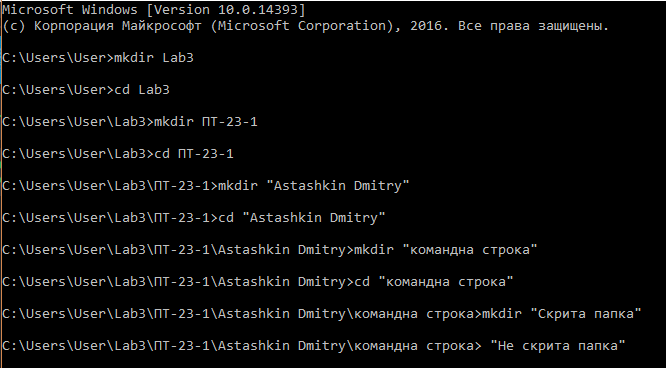 Microsoft Windows [Version 10.0.14393]
(c) Корпорация Майкрософт (Microsoft Corporation), 2016. Все права защищены.
C:\Users\User>mkdir Lab3
C:\Users\User>cd Lab3
C:\Users\User\Lab3>mkdir ПТ-23-1
C:\Users\User\Lab3>cd ПТ-23-1
C:\Users\User\Lab3\ПТ-23-1>mkdir "Astashkin Dmitry"
C:\Users\User\Lab3\ПТ-23-1>cd "Astashkin Dmitry"
C:\Users\User\Lab3\ПТ-23-1\Astashkin Dmitry>mkdir "командна строка"
C:\Users\User\Lab3\ПТ-23-1\Astashkin Dmitry>cd "командна строка"
C:\Users\User\Lab3\ПТ-23-1\Astashkin Dmitry\командна строка>mkdir "Скрита папка"
C:\Users\User\Lab3\ПТ-23-1\Astashkin Dmitry\командна строка> "Не скрита папка"